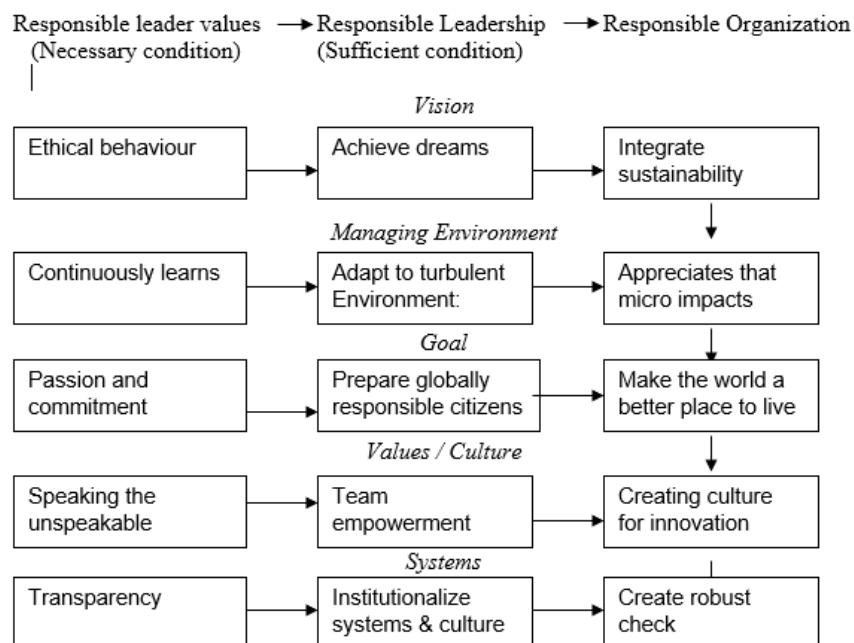 Responsible leader values → Responsible Leadership → Responsible Organization
(Necessary condition) (Sufficient condition)
Vision
Ethical behaviour
Achieve dreams
Integrate
sustainability
Managing Environment
Continuously learns
Adapt to turbulent
Environment:
Appreciates that
micro impacts
Goal
Passion and
commitment
Prepare globally
responsible citizens
Make the world a
better place to live
Values / Culture
Speaking the
unspeakable
Team
empowerment
Creating culture
for innovation
Systems
Transparency
Institutionalize
systems & culture
Create robust
check